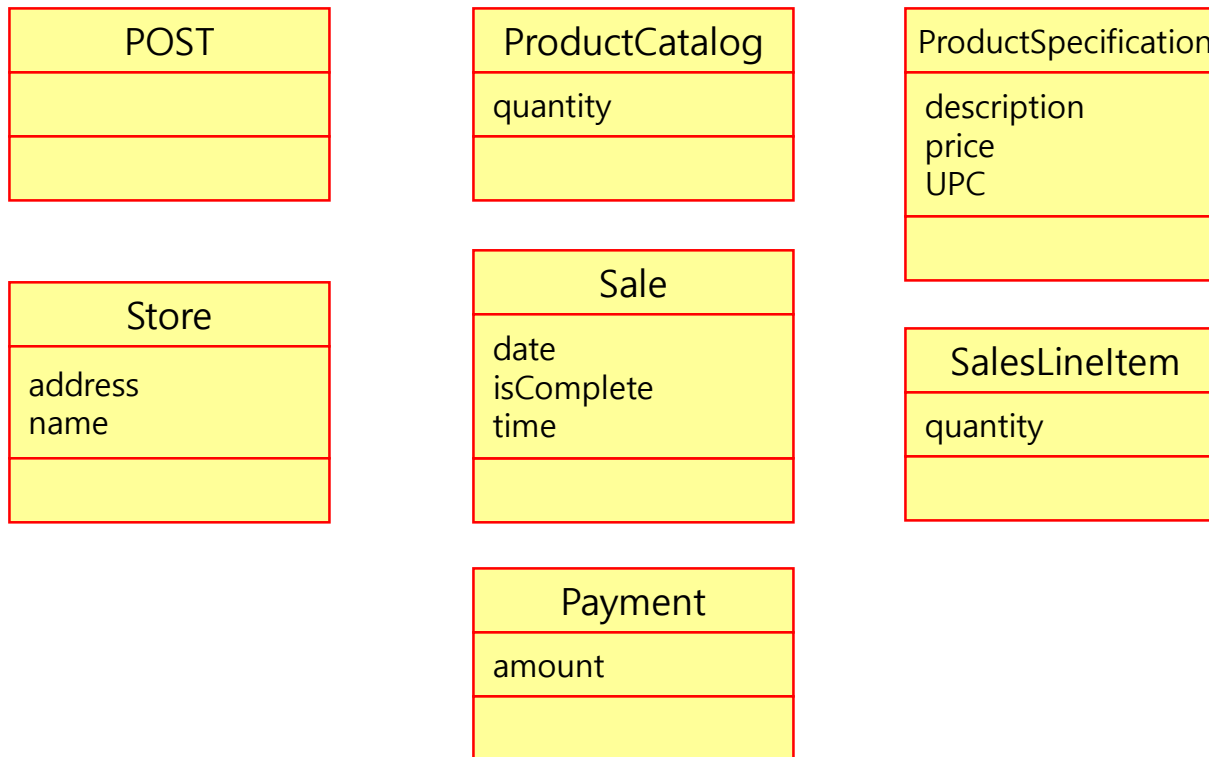 POST
ProductCatalog
quantity
ProductSpecification
description
price
UPC
Store
address
name
Sale
date
isComplete
time
SalesLineItem
quantity
Payment
amount